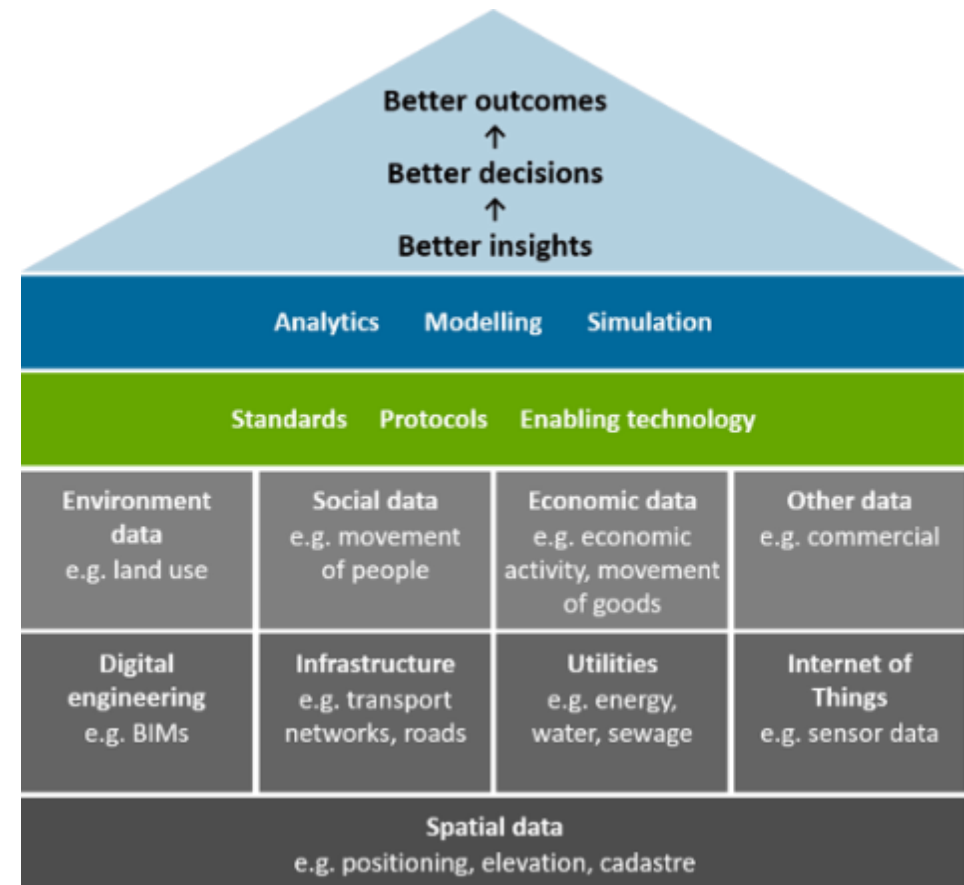 Better outcomes
↑
Better decisions
↑
Better insights
Analytics Modelling Simulation
Standards Protocols Enabling technology
Environment
data
e.g. land use
Social data
e.g. movement
of people
Economic data
e.g. economic
activity, movement
of goods
Other data
e.g. commercial
Digital
engineering
e.g. BIMs
Infrastructure
e.g. transport
networks, roads
Utilities
e.g. energy,
water, sewage
Internet of
Things
e.g. sensor data
Spatial data
e.g. positioning, elevation, cadastre